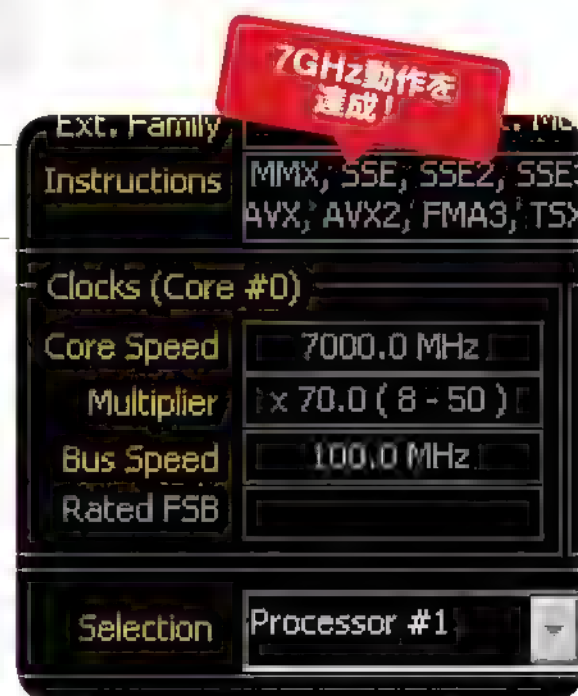 7GHz動作を
達成！
Ext. Family
Instructions MMX, SSE, SSE2, SSE3
AVX, AVX2, FMA3, TSX
Clocks (Core #0)
Core Speed 7000.0 MHz
Multiplier x 70.0 ( 8 - 50 )
Bus Speed 100.0 MHz
Rated FSB
Selection Processor #1